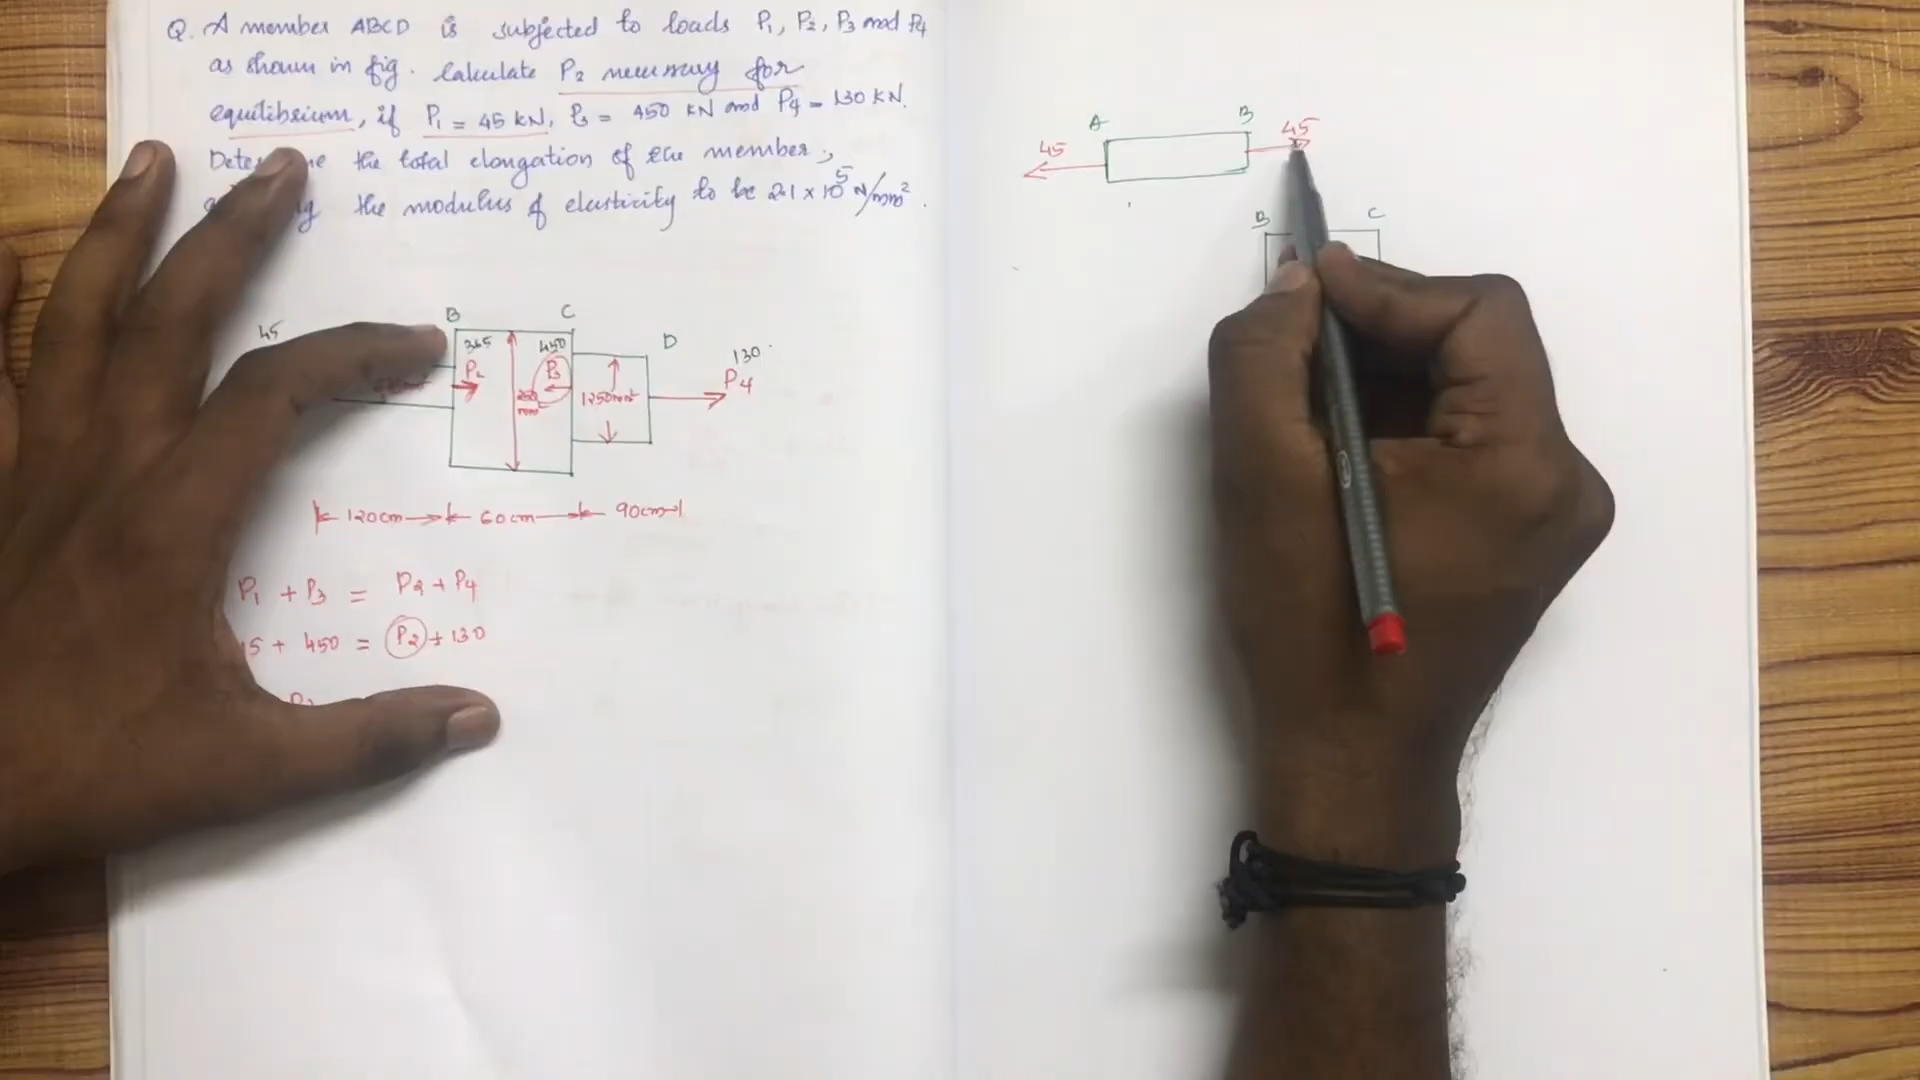 Q. A member ABCD is subjected to loads P1, P2, P3 and P4
as shown in fig. Calculate P2 necessary for
equilibrium, if P1 = 45 kN, P3 = 450 KN and P4 = 130 KN.
the total elongation of the member,
the modulus of elasticity to be 2.1 x 10^5 N/mm².
A B
45 45
B C
B C
45 365 450 D
P2 P3 1250mm² 130
P4
120cm 60cm 90cm
P1 + P3 = P2 + P4
5 + 450 = P2 + 130